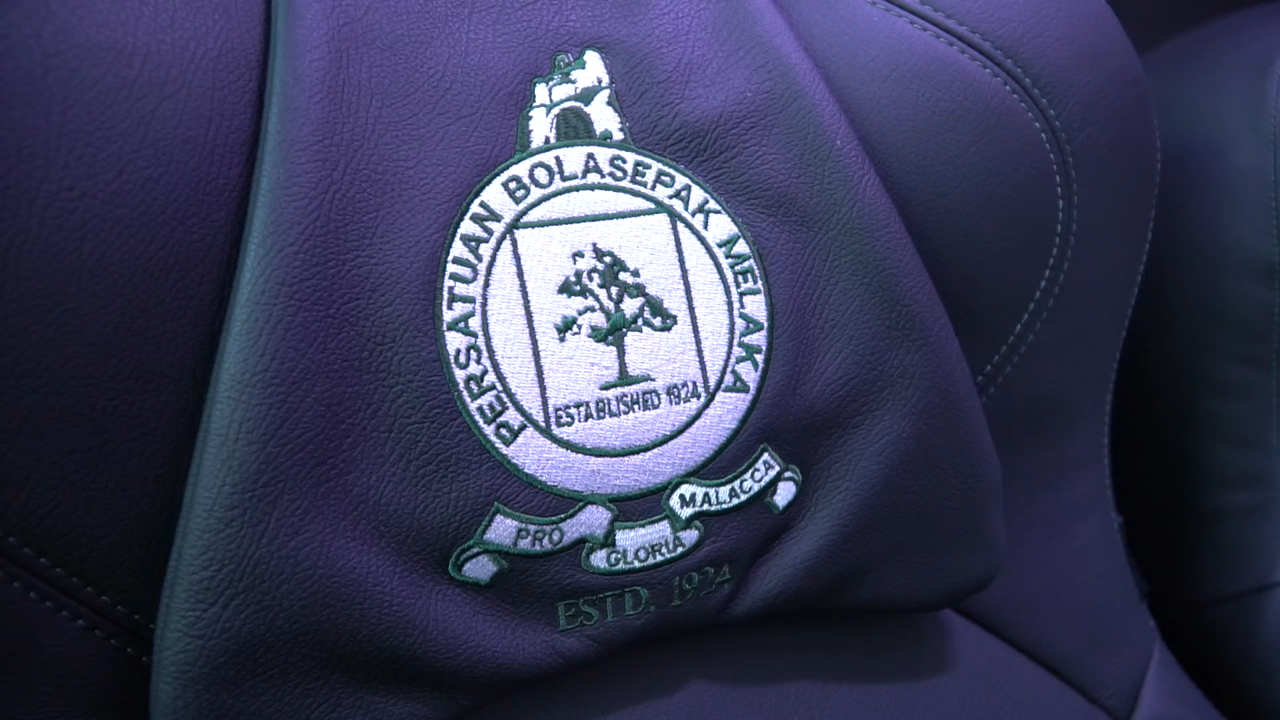 PERSATUAN BOLASEPAK MELAKA
ESTABLISHED 1924
PRO GLORIA MALACCA
ESTD. 1924